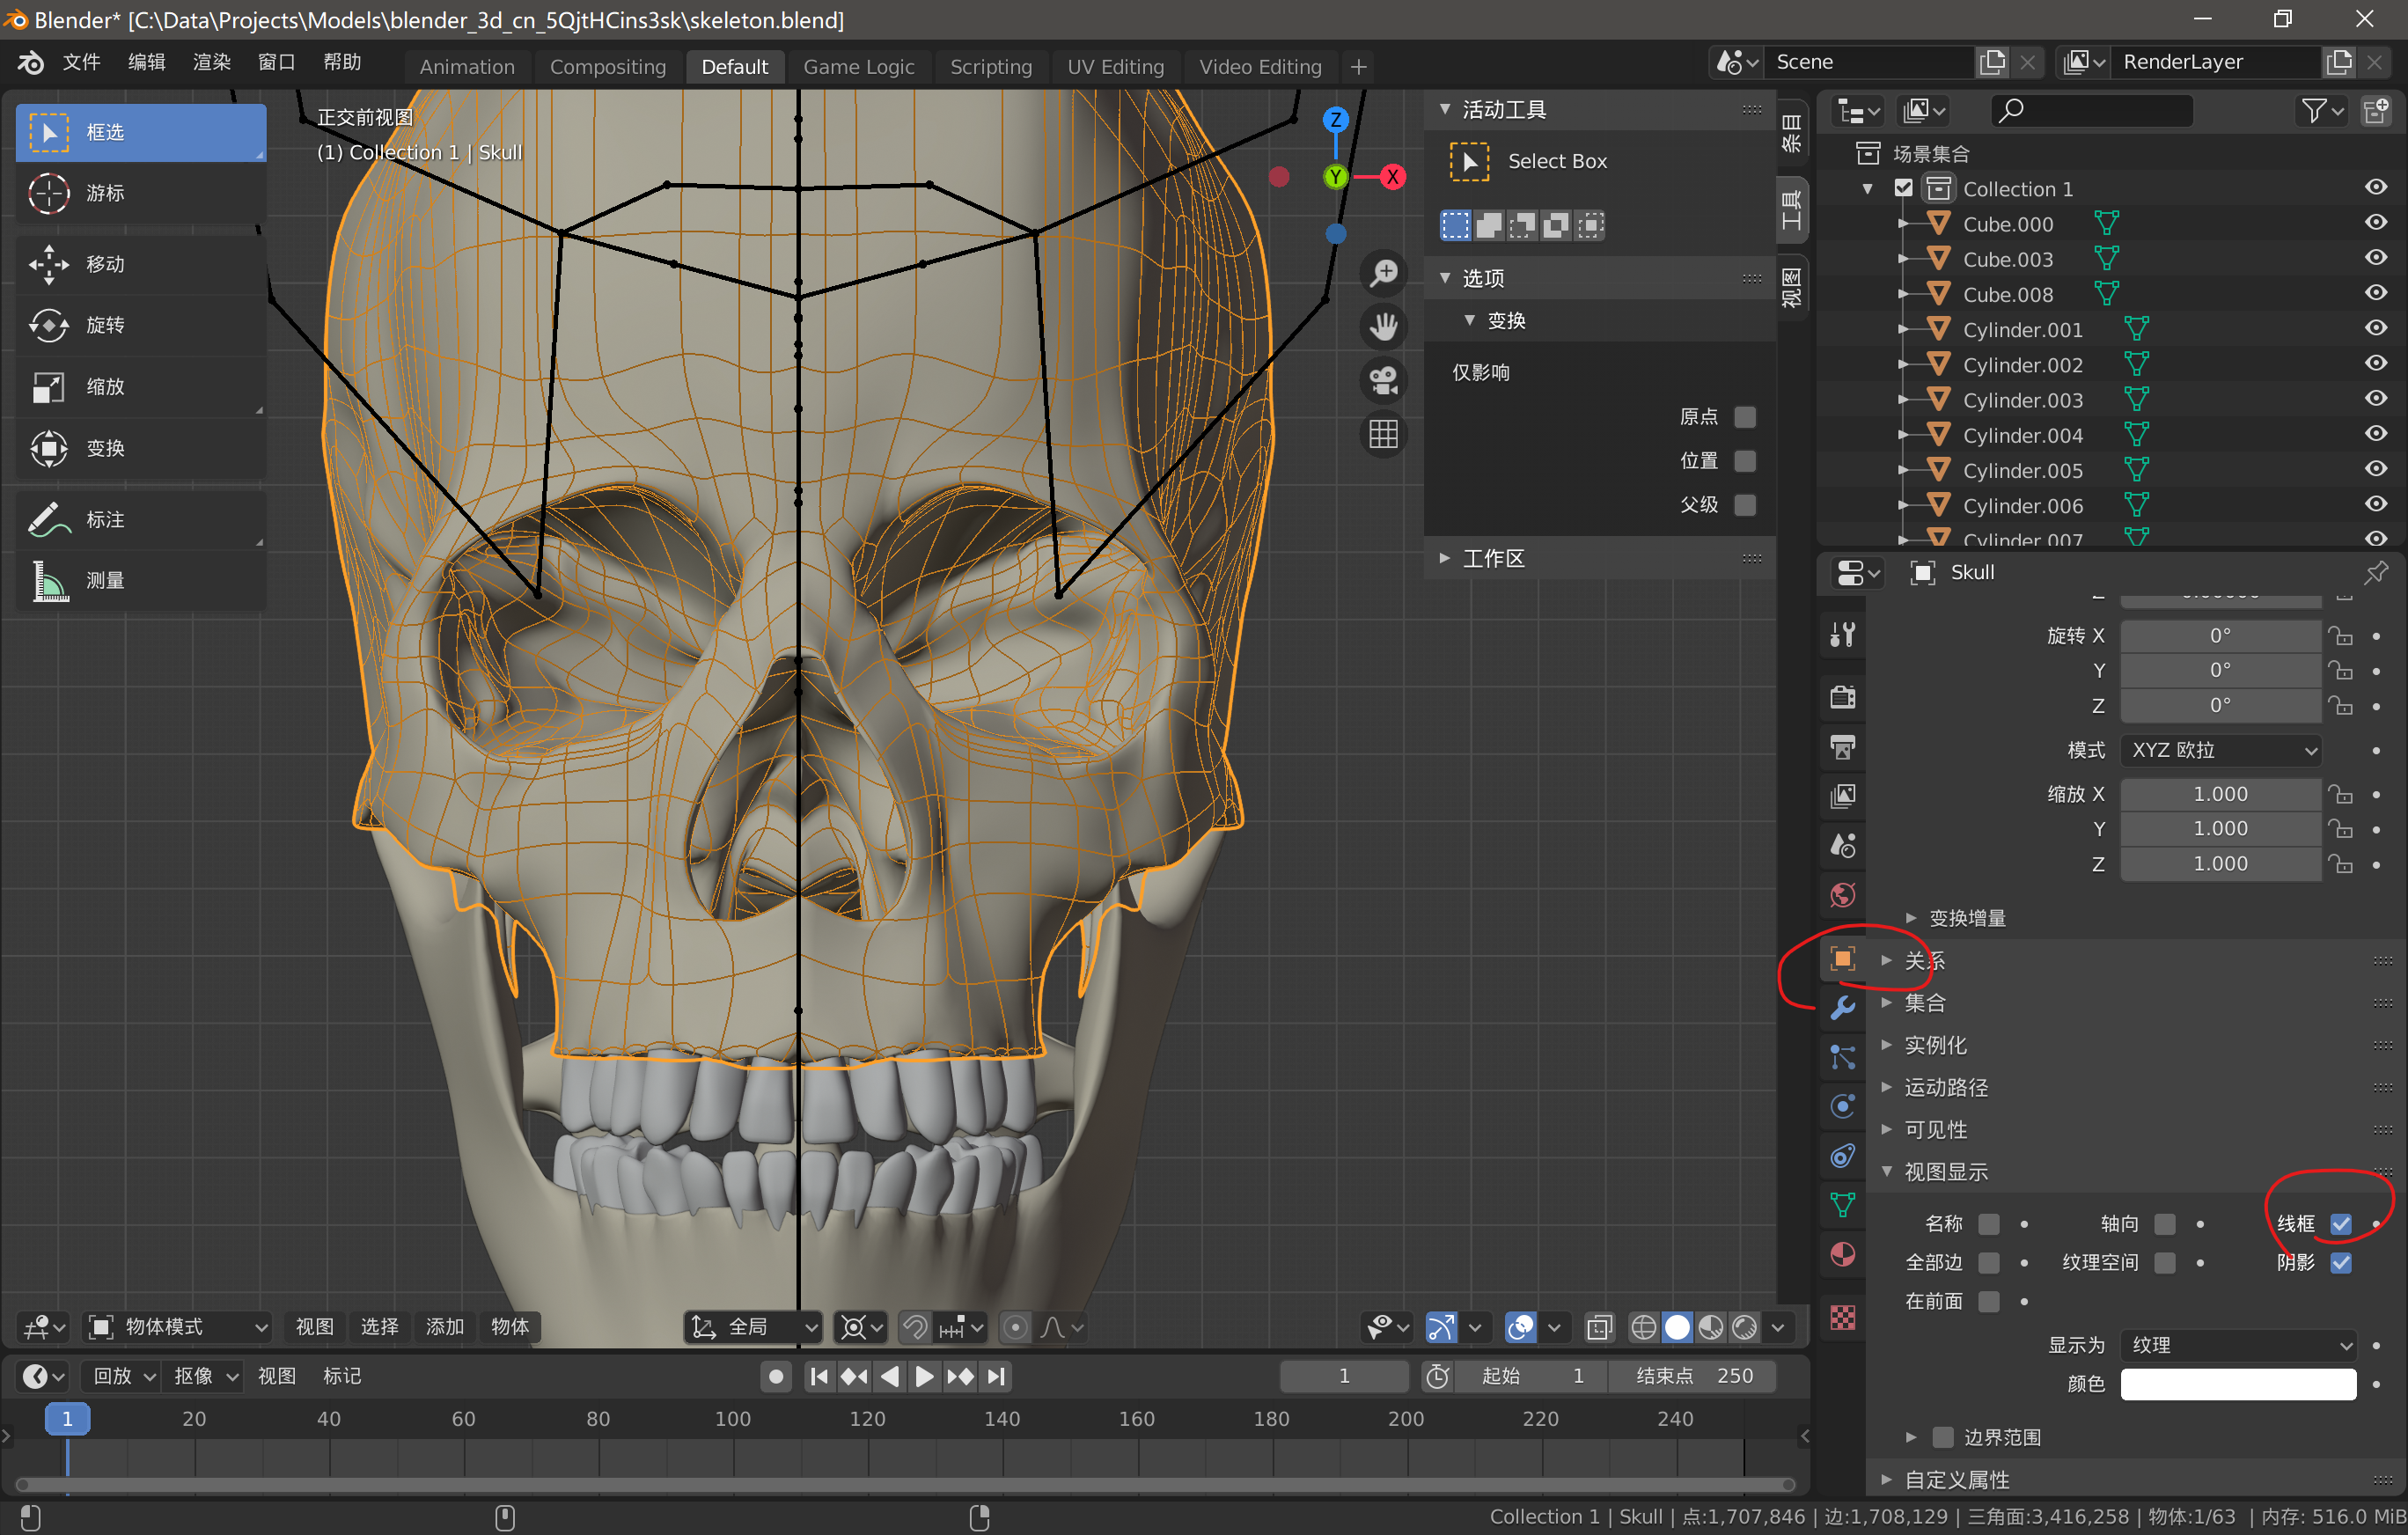 Blender* [C:\Data\Projects\Models\blender_3d_cn_5QjtHCins3sk\skeleton.blend]
文件 编辑 渲染 窗口 帮助 Animation Compositing Default Game Logic Scripting UV Editing Video Editing + Scene RenderLayer
框选
游标
移动
旋转
缩放
变换
标注
测量
正交前视图
(1) Collection 1 | Skull
Z
Y
X
活动工具
Select Box
选项
变换
仅影响
原点
位置
父级
工作区
条目
工具
视图
场景集合
Collection 1
Cube.000
Cube.003
Cube.008
Cylinder.001
Cylinder.002
Cylinder.003
Cylinder.004
Cylinder.005
Cylinder.006
Cylinder.007
Skull
旋转 X 0°
Y 0°
Z 0°
模式 XYZ 欧拉
缩放 X 1.000
Y 1.000
Z 1.000
变换增量
关系
集合
实例化
运动路径
可见性
视图显示
名称 轴向 线框
全部边 纹理空间 阴影
在前面
显示为 纹理
颜色
边界范围
自定义属性
物体模式 视图 选择 添加 物体 全局
回放 抠像 视图 标记 1 起始 1 结束点 250
1 20 40 60 80 100 120 140 160 180 200 220 240
Collection 1 | Skull | 点:1,707,846 | 边:1,708,129 | 三角面:3,416,258 | 物体:1/63 | 内存: 516.0 MiB